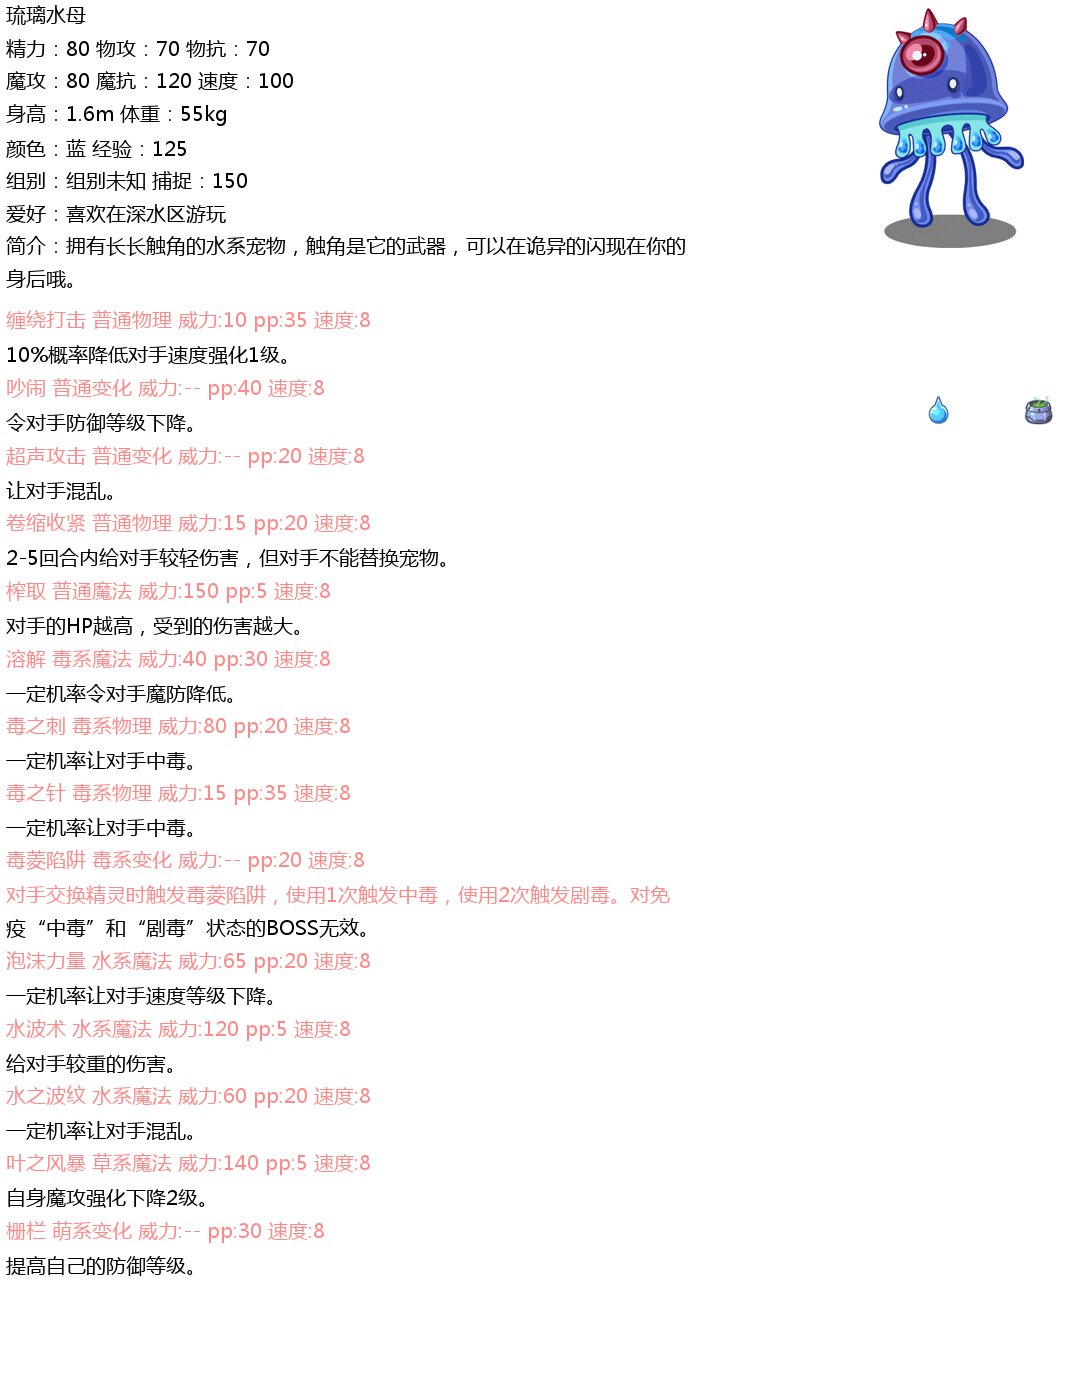 琉璃水母
精力：80 物攻：70 物抗：70
魔攻：80 魔抗：120 速度：100
身高：1.6m 体重：55kg
颜色：蓝 经验：125
组别：组别未知 捕捉：150
爱好：喜欢在深水区游玩
简介：拥有长长触角的水系宠物，触角是它的武器，可以在诡异的闪现在你的
身后哦。
缠绕打击 普通物理 威力:10 pp:35 速度:8
10%概率降低对手速度强化1级。
吵闹 普通变化 威力:-- pp:40 速度:8
令对手防御等级下降。
超声攻击 普通变化 威力:-- pp:20 速度:8
让对手混乱。
卷缩收紧 普通物理 威力:15 pp:20 速度:8
2-5回合内给对手较轻伤害，但对手不能替换宠物。
榨取 普通魔法 威力:150 pp:5 速度:8
对手的HP越高，受到的伤害越大。
溶解 毒系魔法 威力:40 pp:30 速度:8
一定机率令对手魔防降低。
毒之刺 毒系物理 威力:80 pp:20 速度:8
一定机率让对手中毒。
毒之针 毒系物理 威力:15 pp:35 速度:8
一定机率让对手中毒。
毒菱陷阱 毒系变化 威力:-- pp:20 速度:8
对手交换精灵时触发毒菱陷阱，使用1次触发中毒，使用2次触发剧毒。对免
疫“中毒”和“剧毒”状态的BOSS无效。
泡沫力量 水系魔法 威力:65 pp:20 速度:8
一定机率让对手速度等级下降。
水波术 水系魔法 威力:120 pp:5 速度:8
给对手较重的伤害。
水之波纹 水系魔法 威力:60 pp:20 速度:8
一定机率让对手混乱。
叶之风暴 草系魔法 威力:140 pp:5 速度:8
自身魔攻强化下降2级。
栅栏 萌系变化 威力:-- pp:30 速度:8
提高自己的防御等级。